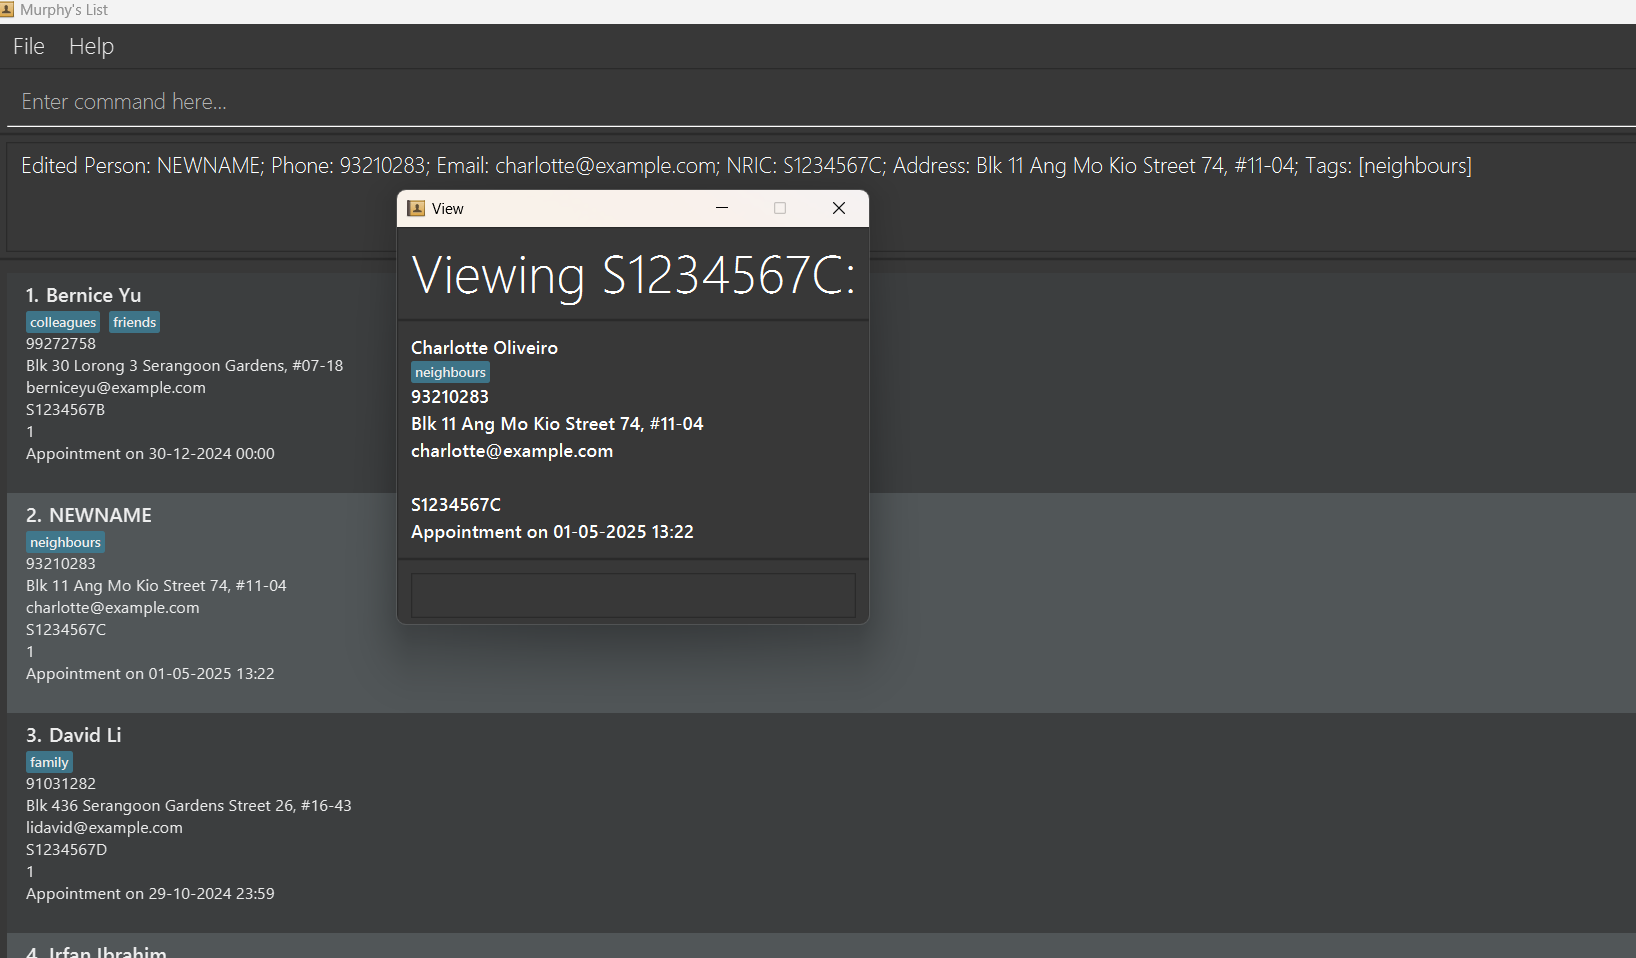 Murphy's List
File Help
Enter command here...
Edited Person: NEWNAME; Phone: 93210283; Email: charlotte@example.com; NRIC: S1234567C; Address: Blk 11 Ang Mo Kio Street 74, #11-04; Tags: [neighbours]
View
Viewing S1234567C:
Charlotte Oliveiro
neighbours
93210283
Blk 11 Ang Mo Kio Street 74, #11-04
charlotte@example.com
S1234567C
Appointment on 01-05-2025 13:22
1. Bernice Yu
colleagues friends
99272758
Blk 30 Lorong 3 Serangoon Gardens, #07-18
berniceyu@example.com
S1234567B
1
Appointment on 30-12-2024 00:00
2. NEWNAME
neighbours
93210283
Blk 11 Ang Mo Kio Street 74, #11-04
charlotte@example.com
S1234567C
1
Appointment on 01-05-2025 13:22
3. David Li
family
91031282
Blk 436 Serangoon Gardens Street 26, #16-43
lidavid@example.com
S1234567D
1
Appointment on 29-10-2024 23:59
4. Irfan Ibrahim